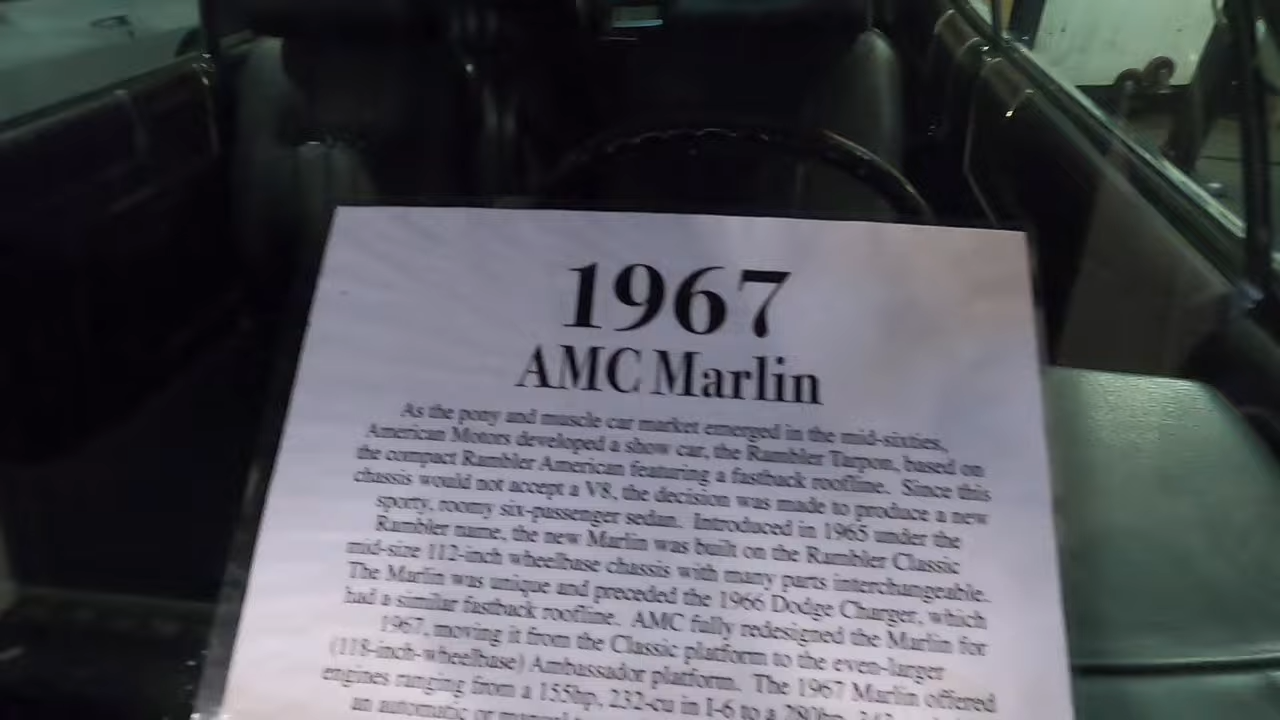 1967
AMC Marlin
As the pony and muscle car market emerged in the mid-sixties,
American Motors developed a show car, the Rambler Tarpon, based on
the compact Rambler American featuring a fastback roofline. Since this
chassis would not accept a V8, the decision was made to produce a new
sporty, roomy six-passenger sedan. Introduced in 1965 under the
Rambler name, the new Marlin was built on the Rambler Classic
mid-size 112-inch wheelbase chassis with many parts interchangeable.
The Marlin was unique and preceded the 1966 Dodge Charger, which
had a similar fastback roofline. AMC fully redesigned the Marlin for
1967, moving it from the Classic platform to the even-larger
(118-inch-wheelbase) Ambassador platform. The 1967 Marlin offered
engines ranging from a 155hp, 232-cu in I-6 to a 280hp, 343
an automatic or manual